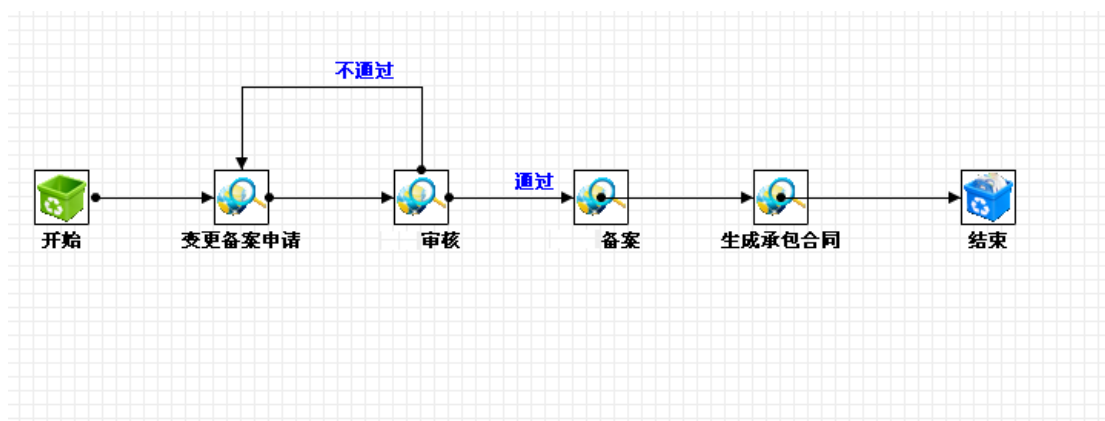 不通过
通过
开始
变更备案申请
审核
备案
生成承包合同
结束